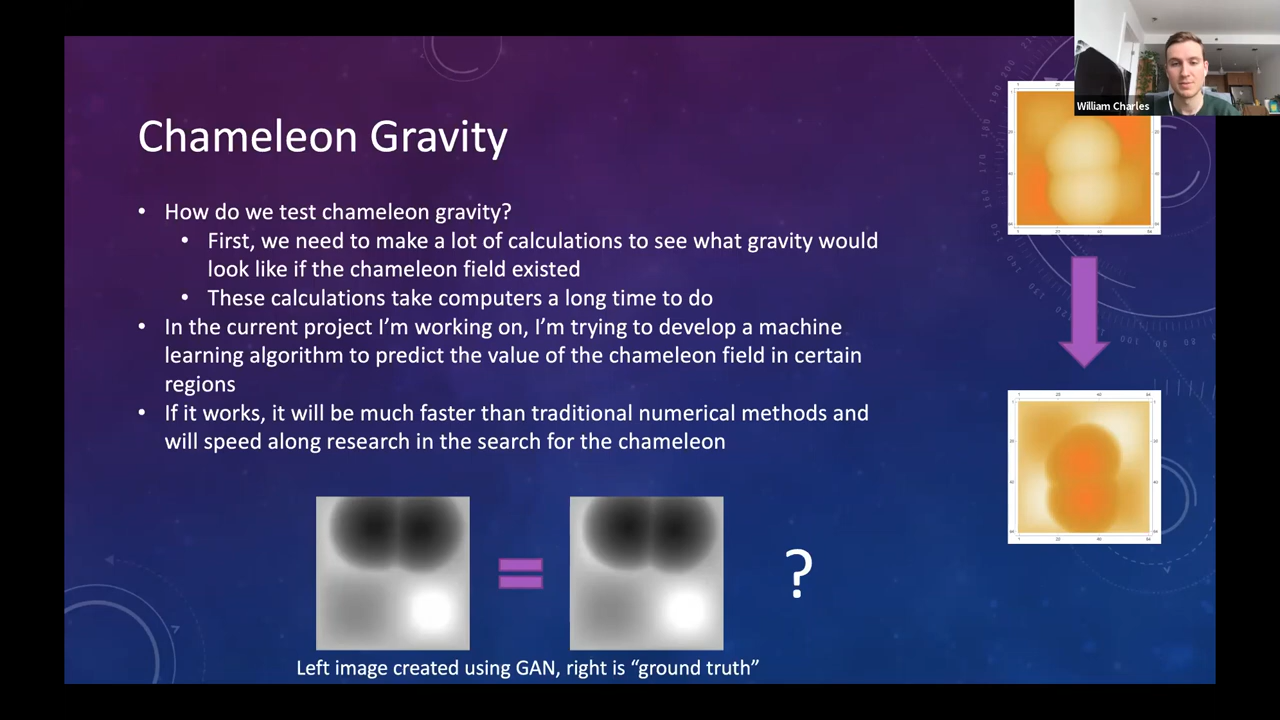 William Charles
Chameleon Gravity
• How do we test chameleon gravity?
• First, we need to make a lot of calculations to see what gravity would
look like if the chameleon field existed
• These calculations take computers a long time to do
• In the current project I'm working on, I'm trying to develop a machine
learning algorithm to predict the value of the chameleon field in certain
regions
• If it works, it will be much faster than traditional numerical methods and
will speed along research in the search for the chameleon
=
?
Left image created using GAN, right is “ground truth”